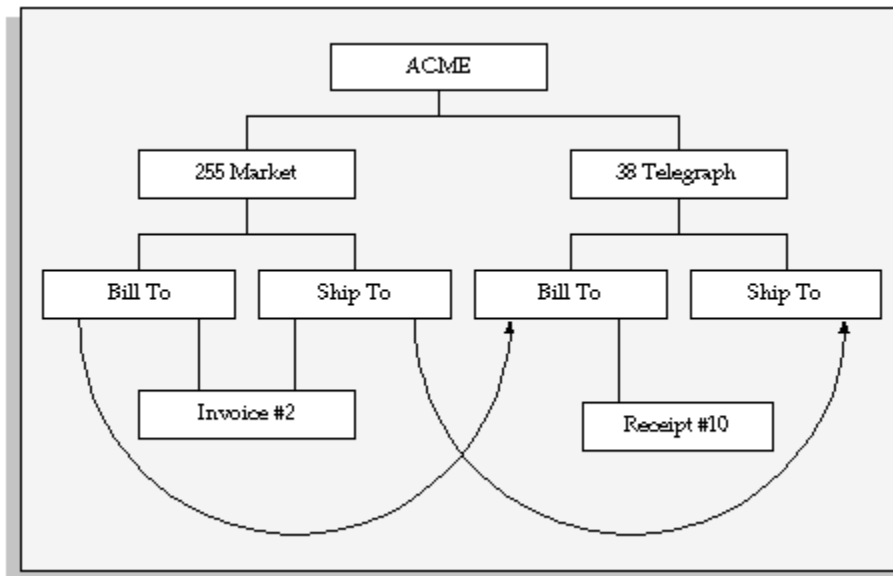 ACME
255 Market
38 Telegraph
Bill To
Ship To
Bill To
Ship To
Invoice #2
Receipt #10